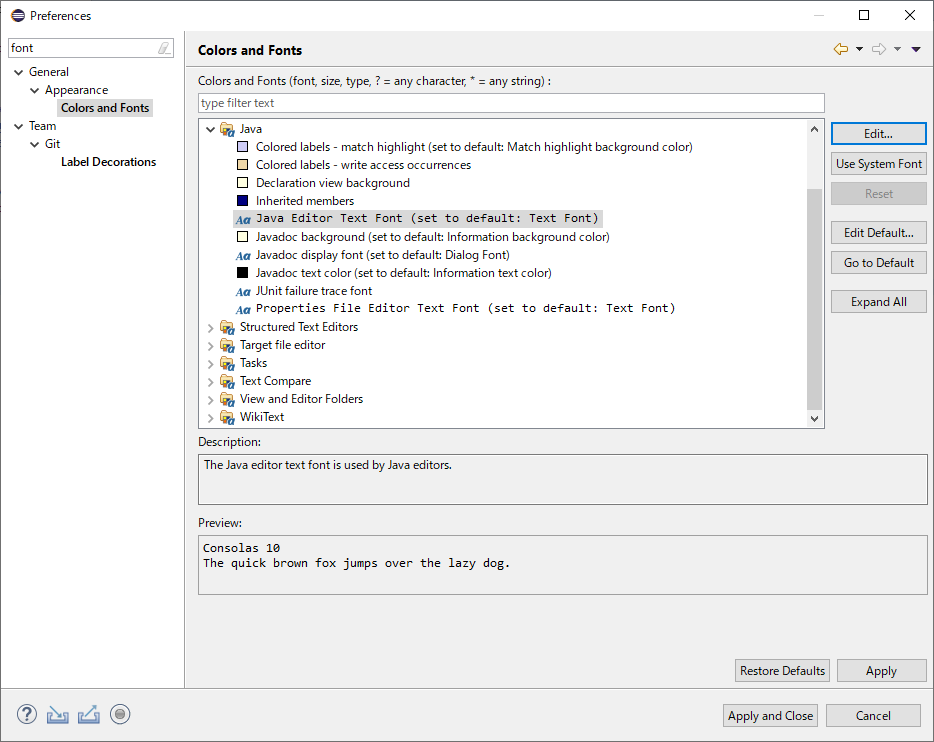 Preferences
font
General
Appearance
Colors and Fonts
Team
Git
Label Decorations
Colors and Fonts
Colors and Fonts (font, size, type, ? = any character, * = any string) :
type filter text
Java
Colored labels - match highlight (set to default: Match highlight background color)
Colored labels - write access occurrences
Declaration view background
Inherited members
Aa Java Editor Text Font (set to default: Text Font)
Javadoc background (set to default: Information background color)
Aa Javadoc display font (set to default: Dialog Font)
Javadoc text color (set to default: Information text color)
Aa JUnit failure trace font
Aa Properties File Editor Text Font (set to default: Text Font)
Structured Text Editors
Target file editor
Tasks
Text Compare
View and Editor Folders
WikiText
Edit...
Use System Font
Reset
Edit Default...
Go to Default
Expand All
Description:
The Java editor text font is used by Java editors.
Preview:
Consolas 10
The quick brown fox jumps over the lazy dog.
Restore Defaults
Apply
?
Apply and Close
Cancel